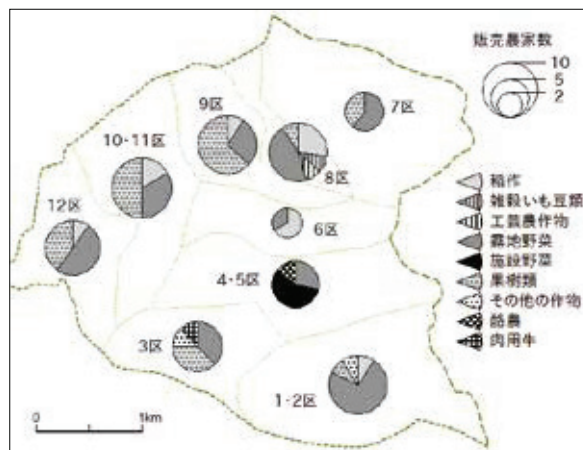 販売農家数
10
5
2
9区
7区
10・11区
8区
稲作
雑穀いも豆類
工芸農作物
露地野菜
施設野菜
果樹類
その他の作物
酪農
肉用牛
12区
6区
4・5区
3区
1・2区
0
1km